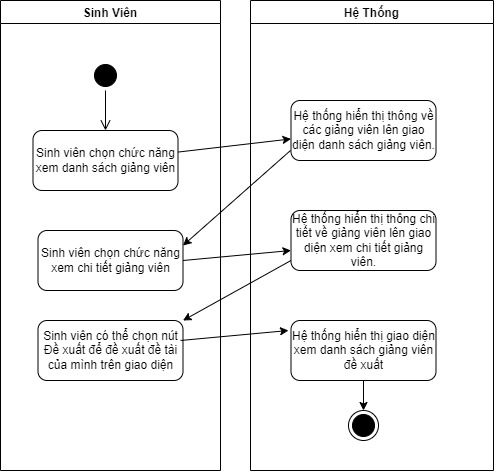 Sinh Viên
Hệ Thống
Sinh viên chọn chức năng
xem danh sách giảng viên
Hệ thống hiển thị thông về
các giảng viên lên giao
diện danh sách giảng viên.
Sinh viên chọn chức năng
xem chi tiết giảng viên
Hệ thống hiển thị thông chi
tiết về giảng viên lên giao
diện xem chi tiết giảng
viên.
Sinh viên có thể chọn nút
Đề xuất để đề xuất đề tài
của mình trên giao diện
Hệ thống hiển thị giao diện
xem danh sách giảng viên
đề xuất